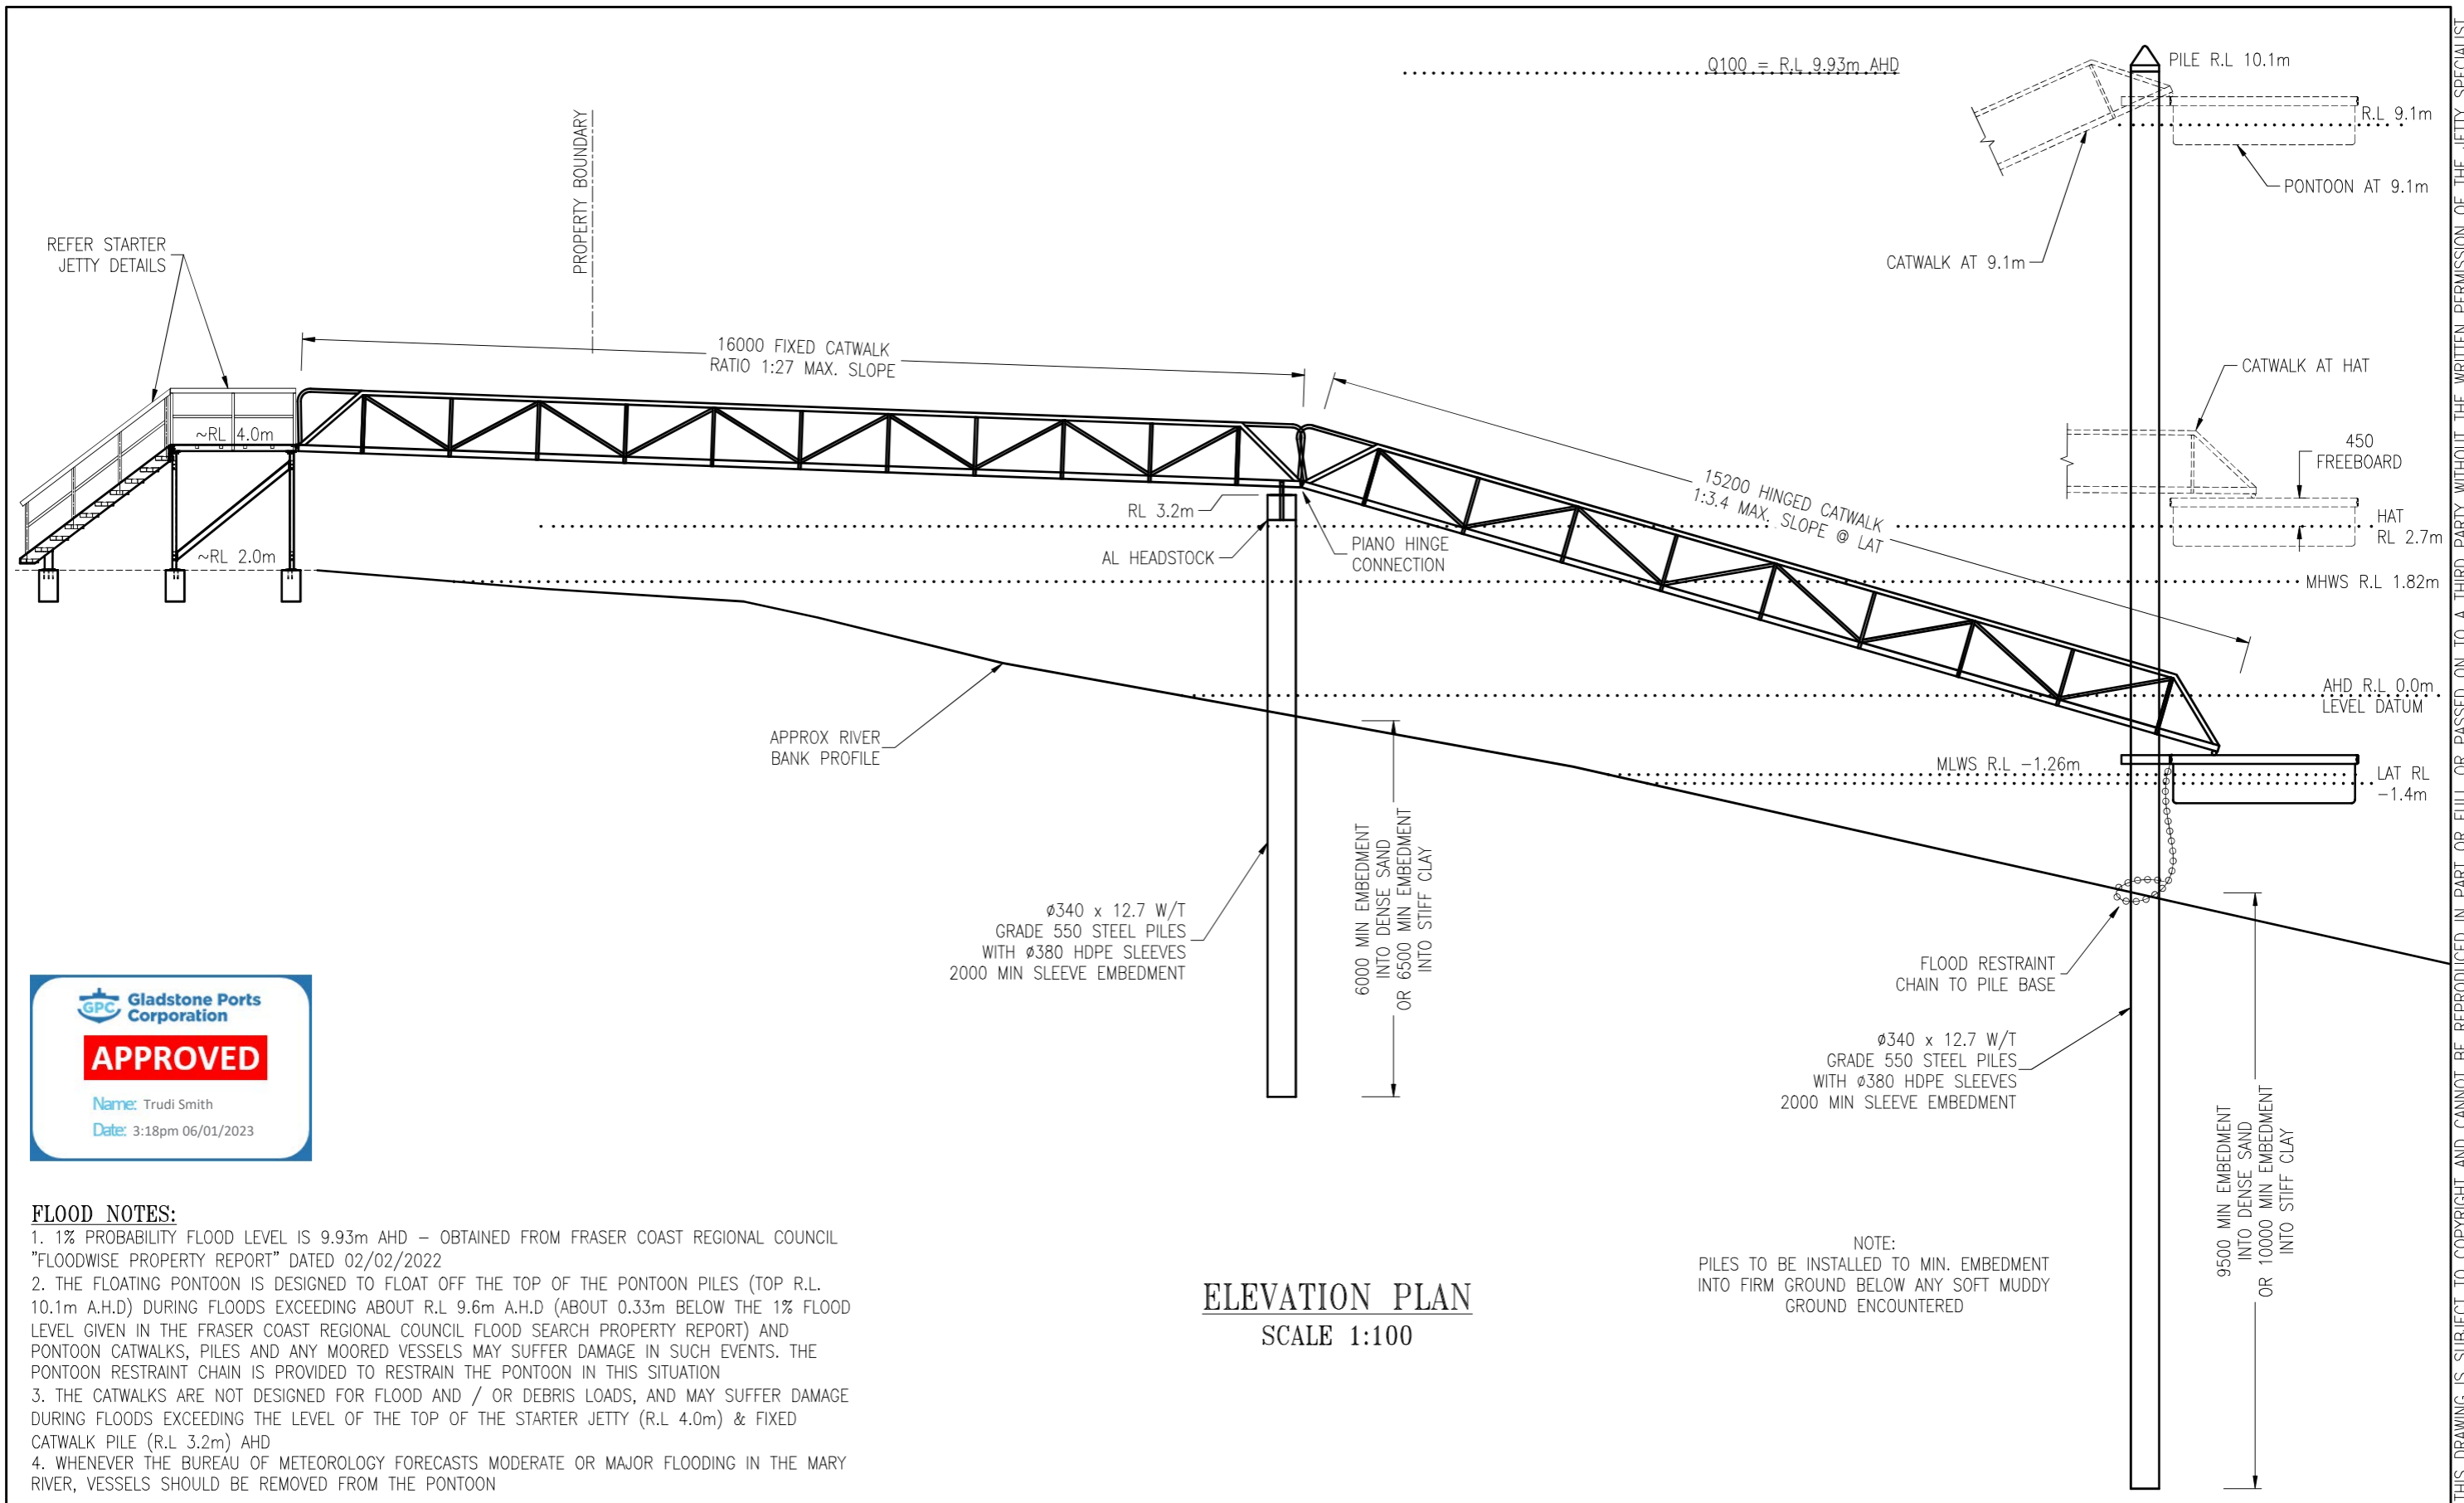 Q100 = R.L 9.93m AHD
PILE R.L 10.1m
R.L 9.1m
PONTOON AT 9.1m
CATWALK AT 9.1m
PROPERTY BOUNDARY
REFER STARTER
JETTY DETAILS
16000 FIXED CATWALK
RATIO 1:27 MAX. SLOPE
~RL 4.0m
~RL 2.0m
RL 3.2m
AL HEADSTOCK
PIANO HINGE
CONNECTION
15200 HINGED CATWALK
1:3.4 MAX. SLOPE @ LAT
CATWALK AT HAT
450
FREEBOARD
HAT
RL 2.7m
MHWS R.L 1.82m
AHD R.L 0.0m
LEVEL DATUM
MLWS R.L -1.26m
LAT RL
-1.4m
APPROX RIVER
BANK PROFILE
Ø340 x 12.7 W/T
GRADE 550 STEEL PILES
WITH Ø380 HDPE SLEEVES
2000 MIN SLEEVE EMBEDMENT
6000 MIN EMBEDMENT
INTO DENSE SAND
OR 6500 MIN EMBEDMENT
INTO STIFF CLAY
FLOOD RESTRAINT
CHAIN TO PILE BASE
Ø340 x 12.7 W/T
GRADE 550 STEEL PILES
WITH Ø380 HDPE SLEEVES
2000 MIN SLEEVE EMBEDMENT
9500 MIN EMBEDMENT
INTO DENSE SAND
OR 10000 MIN EMBEDMENT
INTO STIFF CLAY
GPC
Gladstone Ports
Corporation
APPROVED
Name: Trudi Smith
Date: 3:18pm 06/01/2023
FLOOD NOTES:
1. 1% PROBABILITY FLOOD LEVEL IS 9.93m AHD – OBTAINED FROM FRASER COAST REGIONAL COUNCIL
"FLOODWISE PROPERTY REPORT" DATED 02/02/2022
2. THE FLOATING PONTOON IS DESIGNED TO FLOAT OFF THE TOP OF THE PONTOON PILES (TOP R.L.
10.1m A.H.D) DURING FLOODS EXCEEDING ABOUT R.L 9.6m A.H.D (ABOUT 0.33m BELOW THE 1% FLOOD
LEVEL GIVEN IN THE FRASER COAST REGIONAL COUNCIL FLOOD SEARCH PROPERTY REPORT) AND
PONTOON CATWALKS, PILES AND ANY MOORED VESSELS MAY SUFFER DAMAGE IN SUCH EVENTS. THE
PONTOON RESTRAINT CHAIN IS PROVIDED TO RESTRAIN THE PONTOON IN THIS SITUATION
3. THE CATWALKS ARE NOT DESIGNED FOR FLOOD AND / OR DEBRIS LOADS, AND MAY SUFFER DAMAGE
DURING FLOODS EXCEEDING THE LEVEL OF THE TOP OF THE STARTER JETTY (R.L 4.0m) & FIXED
CATWALK PILE (R.L 3.2m) AHD
4. WHENEVER THE BUREAU OF METEOROLOGY FORECASTS MODERATE OR MAJOR FLOODING IN THE MARY
RIVER, VESSELS SHOULD BE REMOVED FROM THE PONTOON
ELEVATION PLAN
SCALE 1:100
NOTE:
PILES TO BE INSTALLED TO MIN. EMBEDMENT
INTO FIRM GROUND BELOW ANY SOFT MUDDY
GROUND ENCOUNTERED
THIS DRAWING IS SUBJECT TO COPYRIGHT AND CANNOT BE REPRODUCED IN PART OR FULL OR PASSED ON TO A THIRD PARTY WITHOUT THE WRITTEN PERMISSION OF THE JETTY SPECIALIST